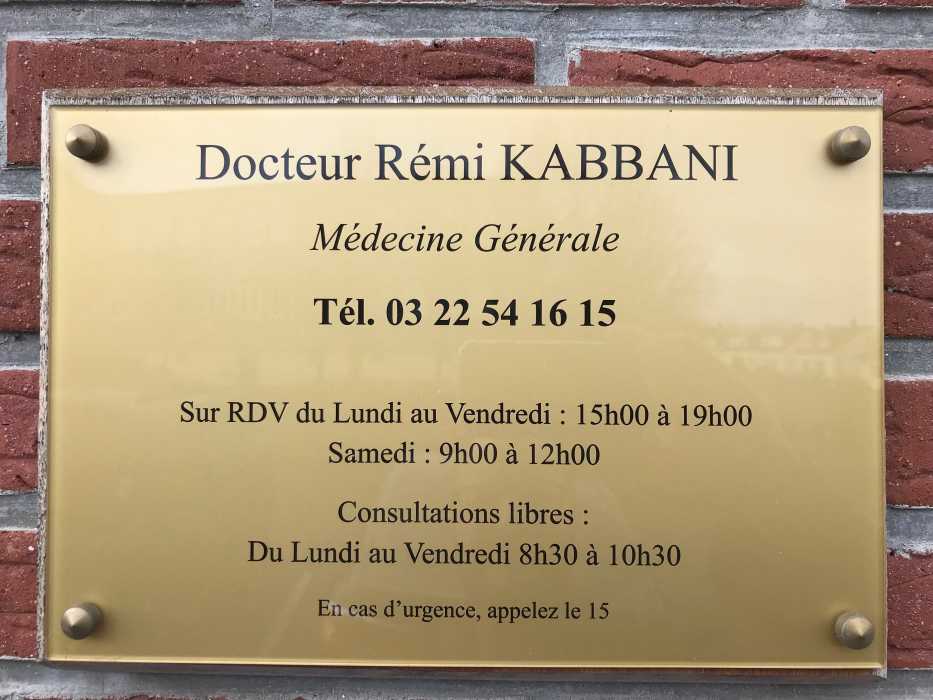 Docteur Rémi KABBANI
Médecine Générale
Tél. 03 22 54 16 15
Sur RDV du Lundi au Vendredi : 15h00 à 19h00
Samedi : 9h00 à 12h00
Consultations libres :
Du Lundi au Vendredi 8h30 à 10h30
En cas d’urgence, appelez le 15